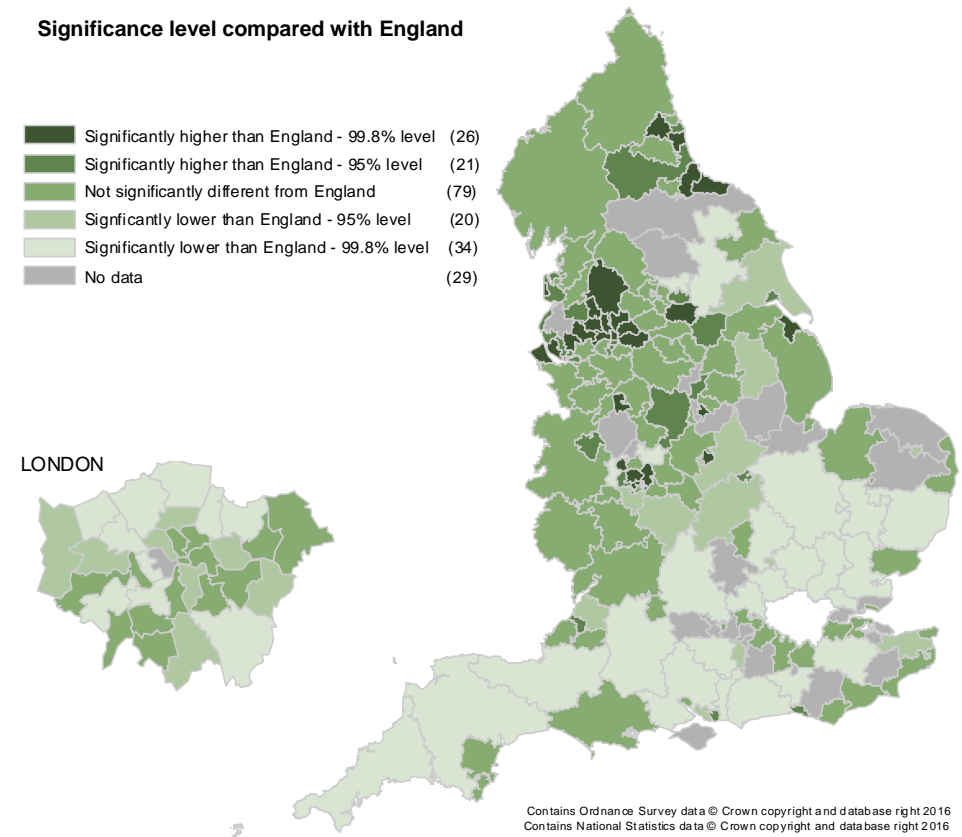 Significance level compared with England
Significantly higher than England - 99.8% level (26)
Significantly higher than England - 95% level (21)
Not significantly different from England (79)
Signficantly lower than England - 95% level (20)
Significantly lower than England - 99.8% level (34)
No data (29)
LONDON
Contains Ordnance Survey data © Crown copyright and database right 2016
Contains National Statistics data © Crown copyright and database right 2016